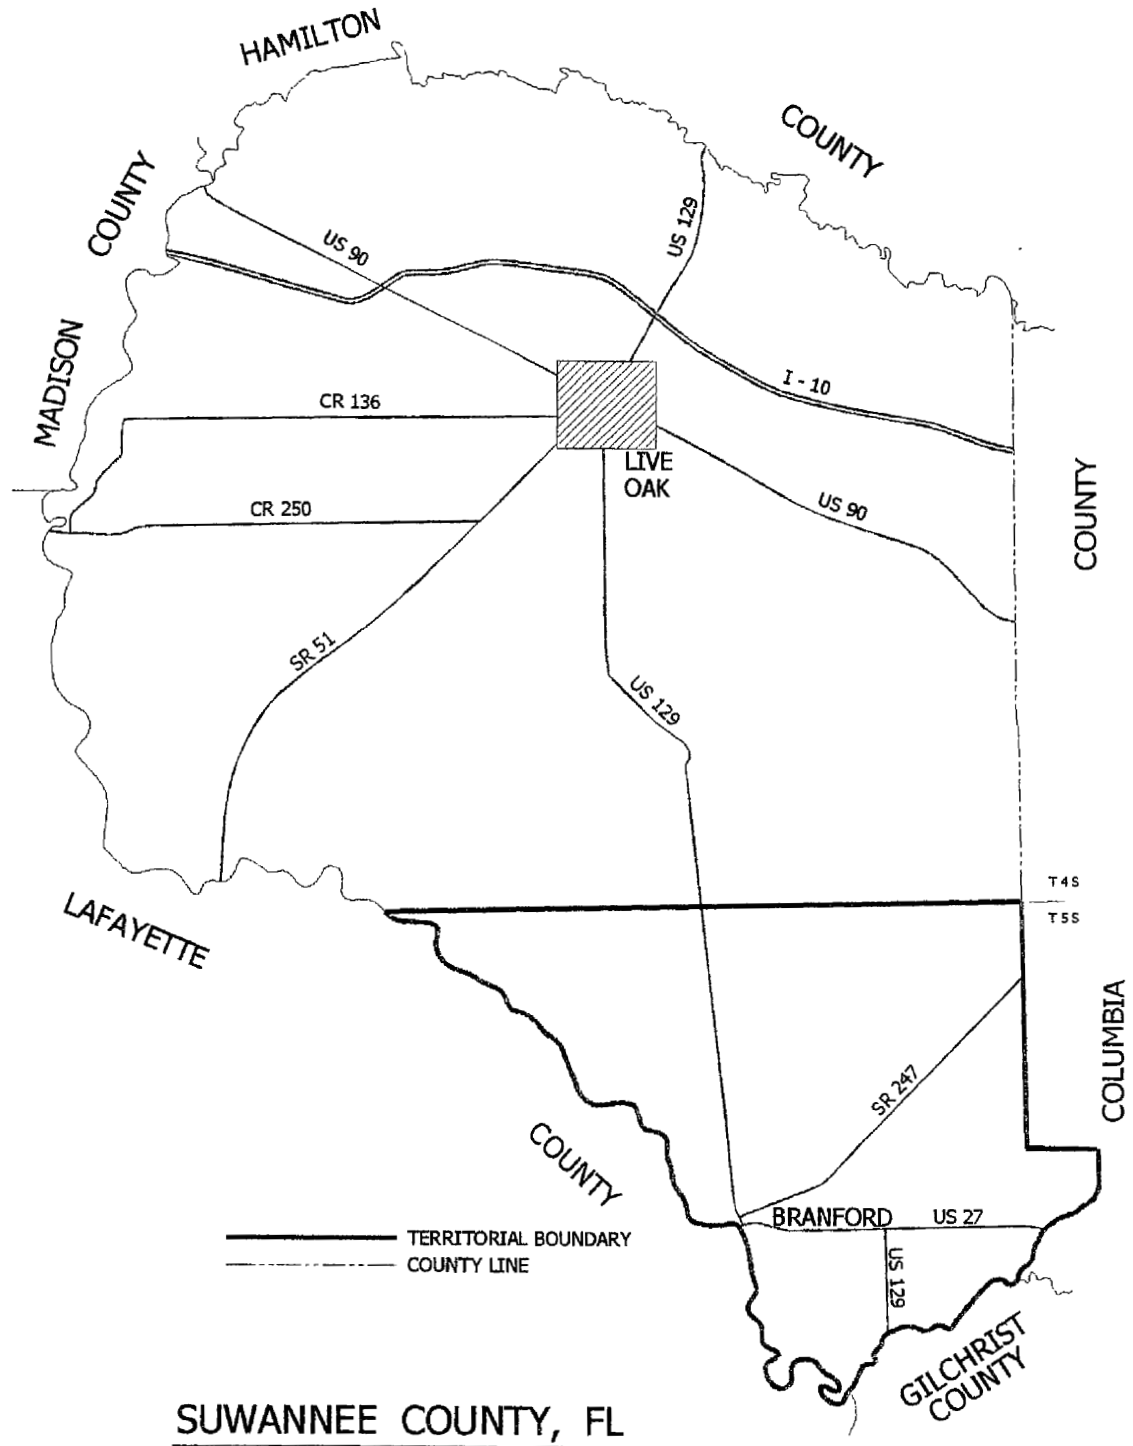 HAMILTON
COUNTY
COUNTY
US 129
US 90
MADISON
I - 10
CR 136
LIVE
OAK
COUNTY
US 90
CR 250
SR 51
US 129
T4S
T5S
LAFAYETTE
COLUMBIA
SR 247
COUNTY
BRANFORD
US 27
TERRITORIAL BOUNDARY
COUNTY LINE
US 129
GILCHRIST
COUNTY
SUWANNEE COUNTY, FL